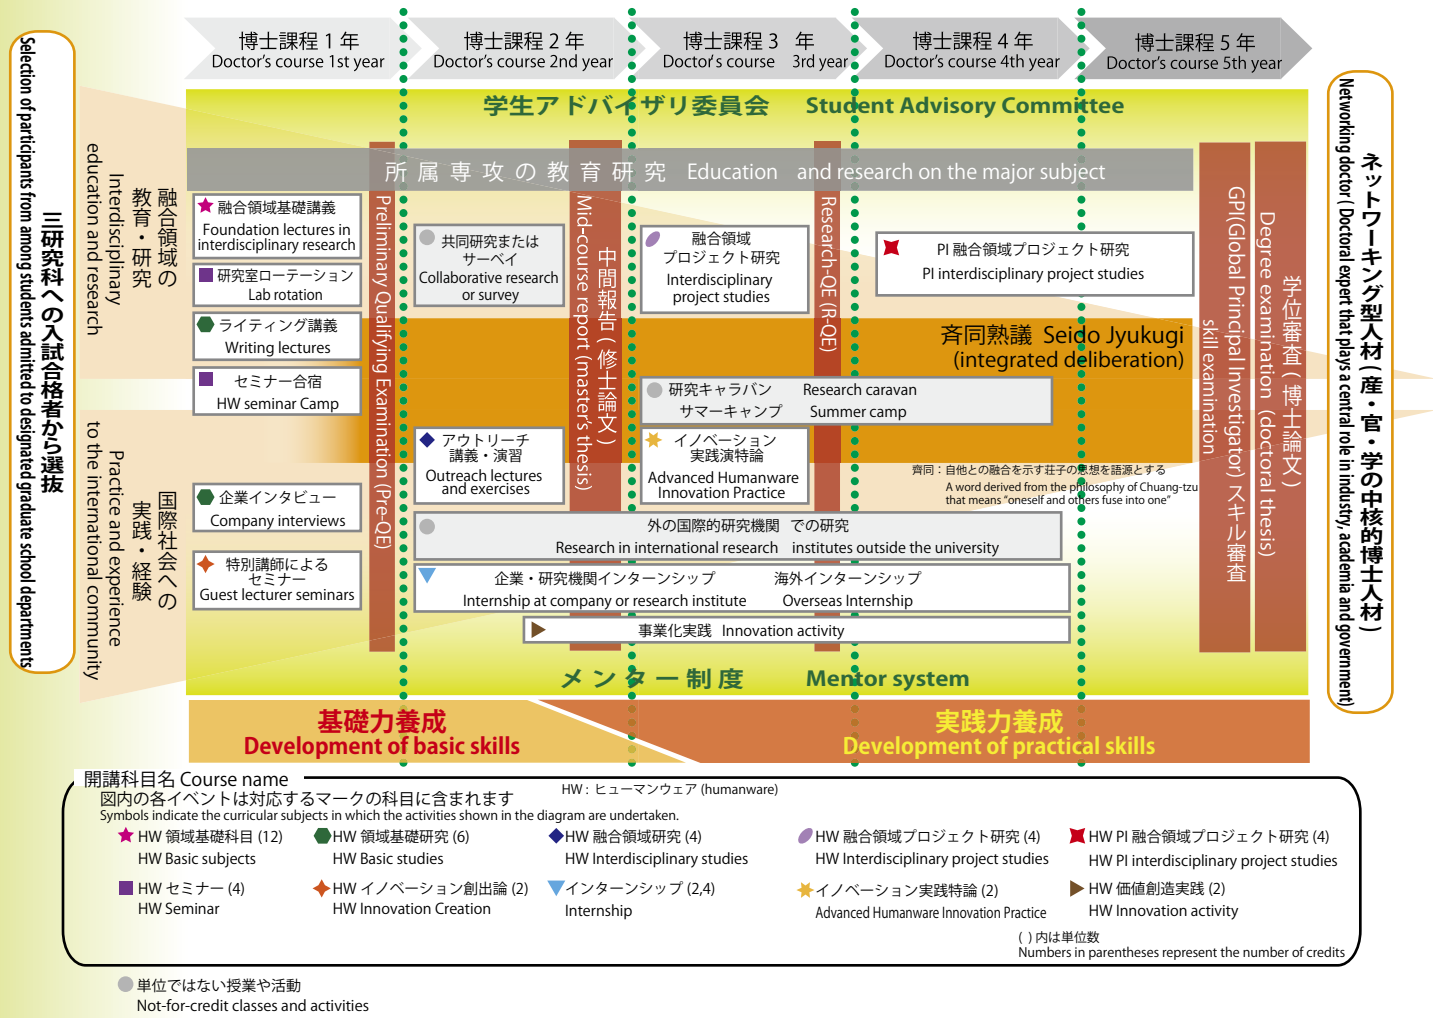 博士課程 1 年
Doctor's course 1st year
博士課程 2 年
Doctor's course 2nd year
博士課程 3 年
Doctor's course 3rd year
博士課程 4 年
Doctor's course 4th year
博士課程 5 年
Doctor's course 5th year
三研究科への入試合格者から選抜
Selection of participants from among students admitted to designated graduate school departments
融合領域の
教育・研究
Interdisciplinary
education and research
国際社会への
実践・経験
Practice and experience
to the international community
学生アドバイザリ委員会 Student Advisory Committee
所属専攻の教育研究 Education and research on the major subject
融合領域基礎講義
Foundation lectures in
interdisciplinary research
研究室ローテーション
Lab rotation
ライティング講義
Writing lectures
セミナー合宿
HW seminar Camp
企業インタビュー
Company interviews
特別講師による
セミナー
Guest lecturer seminars
Preliminary Qualifying Examination (Pre-QE)
共同研究または
サーベイ
Collaborative research
or survey
アウトリーチ
講義・演習
Outreach lectures
and exercises
中間報告 ( 修士論文 )
Mid-course report (master's thesis)
融合領域
プロジェクト研究
Interdisciplinary
project studies
Research-QE (R-QE)
PI 融合領域プロジェクト研究
PI interdisciplinary project studies
斉同熟議 Seido Jyukugi
(integrated deliberation)
研究キャラバン Research caravan
サマーキャンプ Summer camp
イノベーション
実践演特論
Advanced Humanware
Innovation Practice
齊同：自他との融合を示す荘子の思想を語源とする
A word derived from the philosophy of Chuang-tzu
that means “oneself and others fuse into one”
外の国際的研究機関 での研究
Research in international research institutes outside the university
企業・研究機関インターンシップ 海外インターンシップ
Internship at company or research institute Overseas Internship
事業化実践 Innovation activity
GPI(Global Principal Investigator) スキル審査
skill examination
学位審査 ( 博士論文 )
Degree examination (doctoral thesis)
ネットワーキング型人材 ( 産・官・学の中核的博士人材 )
Networking doctor ( Doctoral expert that plays a central role in industry, academia and government)
メンター制度 Mentor system
基礎力養成
Development of basic skills
実践力養成
Development of practical skills
開講科目名 Course name
HW : ヒューマンウェア (humanware)
図内の各イベントは対応するマークの科目に含まれます
Symbols indicate the curricular subjects in which the activities shown in the diagram are undertaken.
HW 領域基礎科目 (12)
HW Basic subjects
HW 領域基礎研究 (6)
HW Basic studies
HW 融合領域研究 (4)
HW Interdisciplinary studies
HW 融合領域プロジェクト研究 (4)
HW Interdisciplinary project studies
HW PI 融合領域プロジェクト研究 (4)
HW PI interdisciplinary project studies
HW セミナー (4)
HW Seminar
HW イノベーション創出論 (2)
HW Innovation Creation
インターンシップ (2,4)
Internship
イノベーション実践特論 (2)
Advanced Humanware Innovation Practice
HW 価値創造実践 (2)
HW Innovation activity
( ) 内は単位数
Numbers in parentheses represent the number of credits
単位ではない授業や活動
Not-for-credit classes and activities